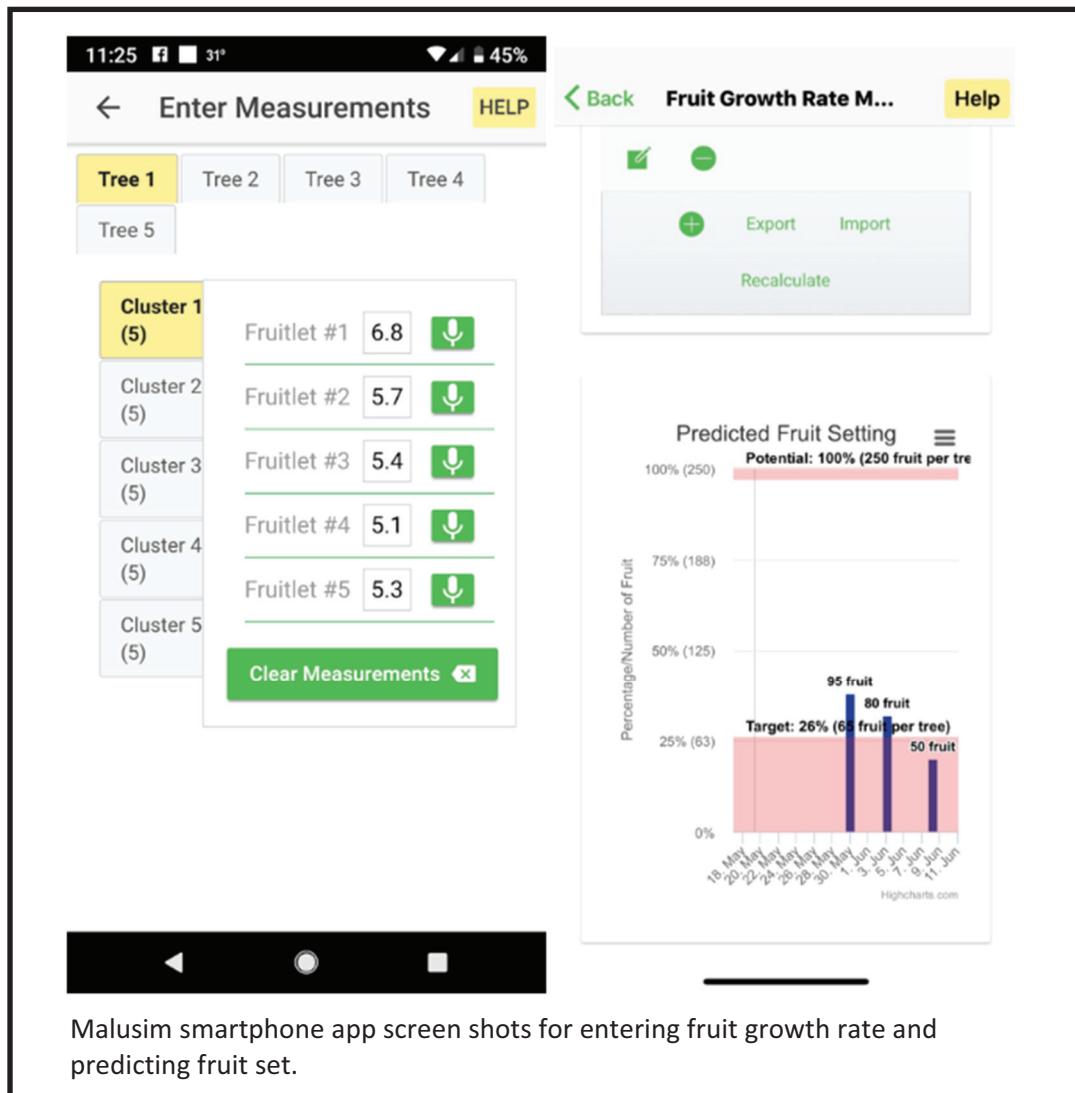 11:25 31° 45%
← Enter Measurements HELP
Tree 1 Tree 2 Tree 3 Tree 4
Tree 5
Cluster 1
(5)
Cluster 2
(5)
Cluster 3
(5)
Cluster 4
(5)
Cluster 5
(5)
Fruitlet #1 6.8
Fruitlet #2 5.7
Fruitlet #3 5.4
Fruitlet #4 5.1
Fruitlet #5 5.3
Clear Measurements
Back Fruit Growth Rate M... Help
Export Import
Recalculate
Predicted Fruit Setting
Potential: 100% (250 fruit per tre
100% (250)
75% (188)
50% (125)
25% (63)
0%
Percentage/Number of Fruit
95 fruit
80 fruit
Target: 26% (65 fruit per tree)
50 fruit
18. May
20. May
22. May
24. May
26. May
28. May
30. May
1. Jun
3. Jun
5. Jun
7. Jun
9. Jun
11. Jun
Highcharts.com
Malusim smartphone app screen shots for entering fruit growth rate and
predicting fruit set.